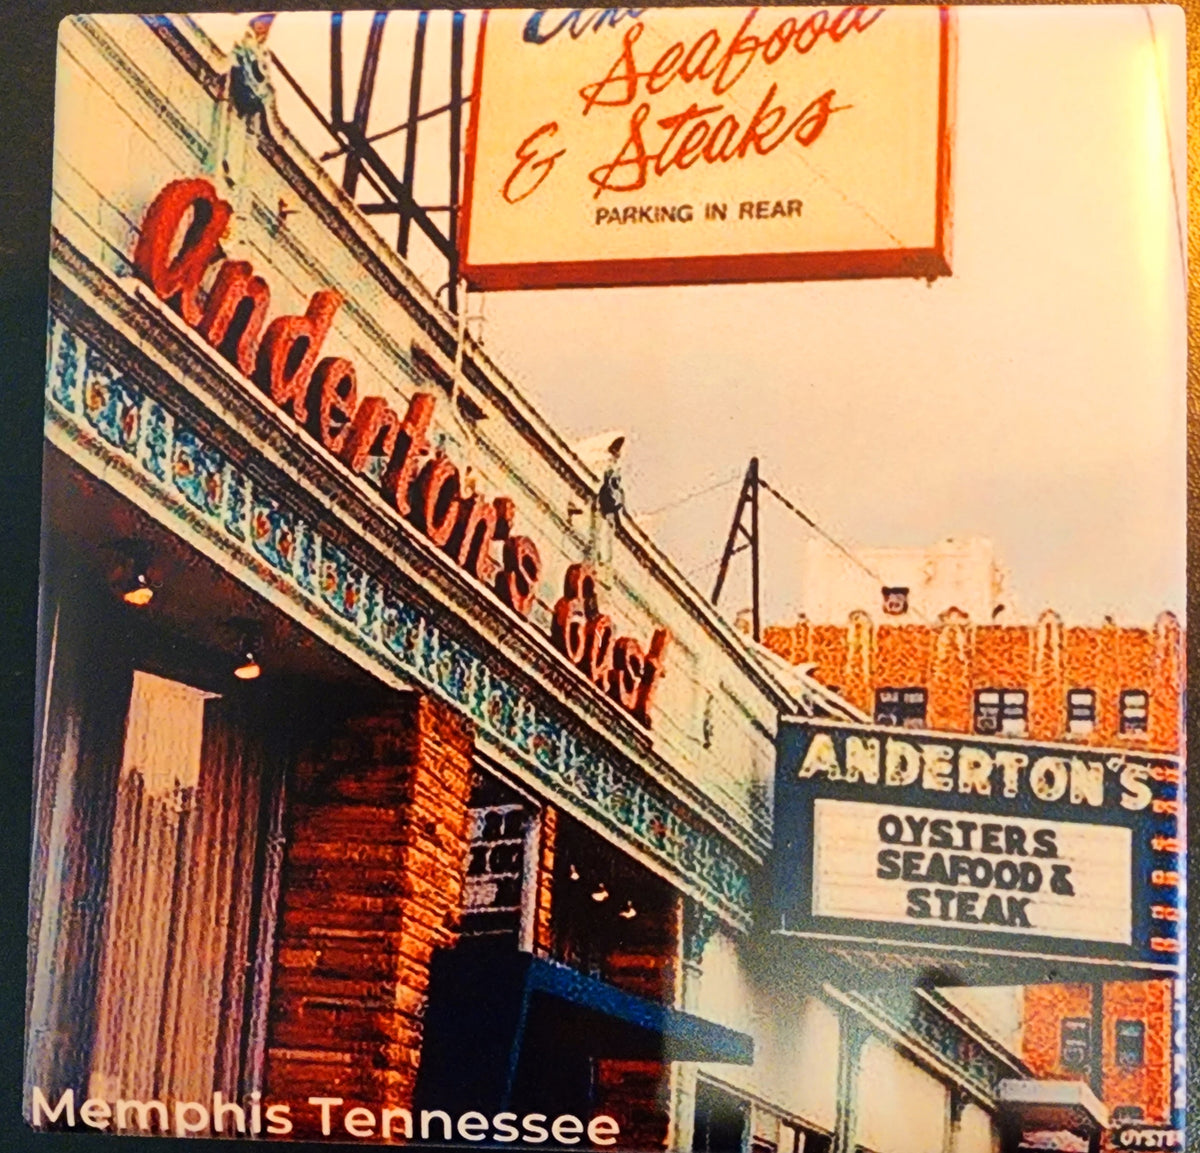 Seafood
& Steaks
PARKING IN REAR
anderton's East
ANDERTON'S
OYSTERS
SEAFOOD &
STEAK
Memphis Tennessee